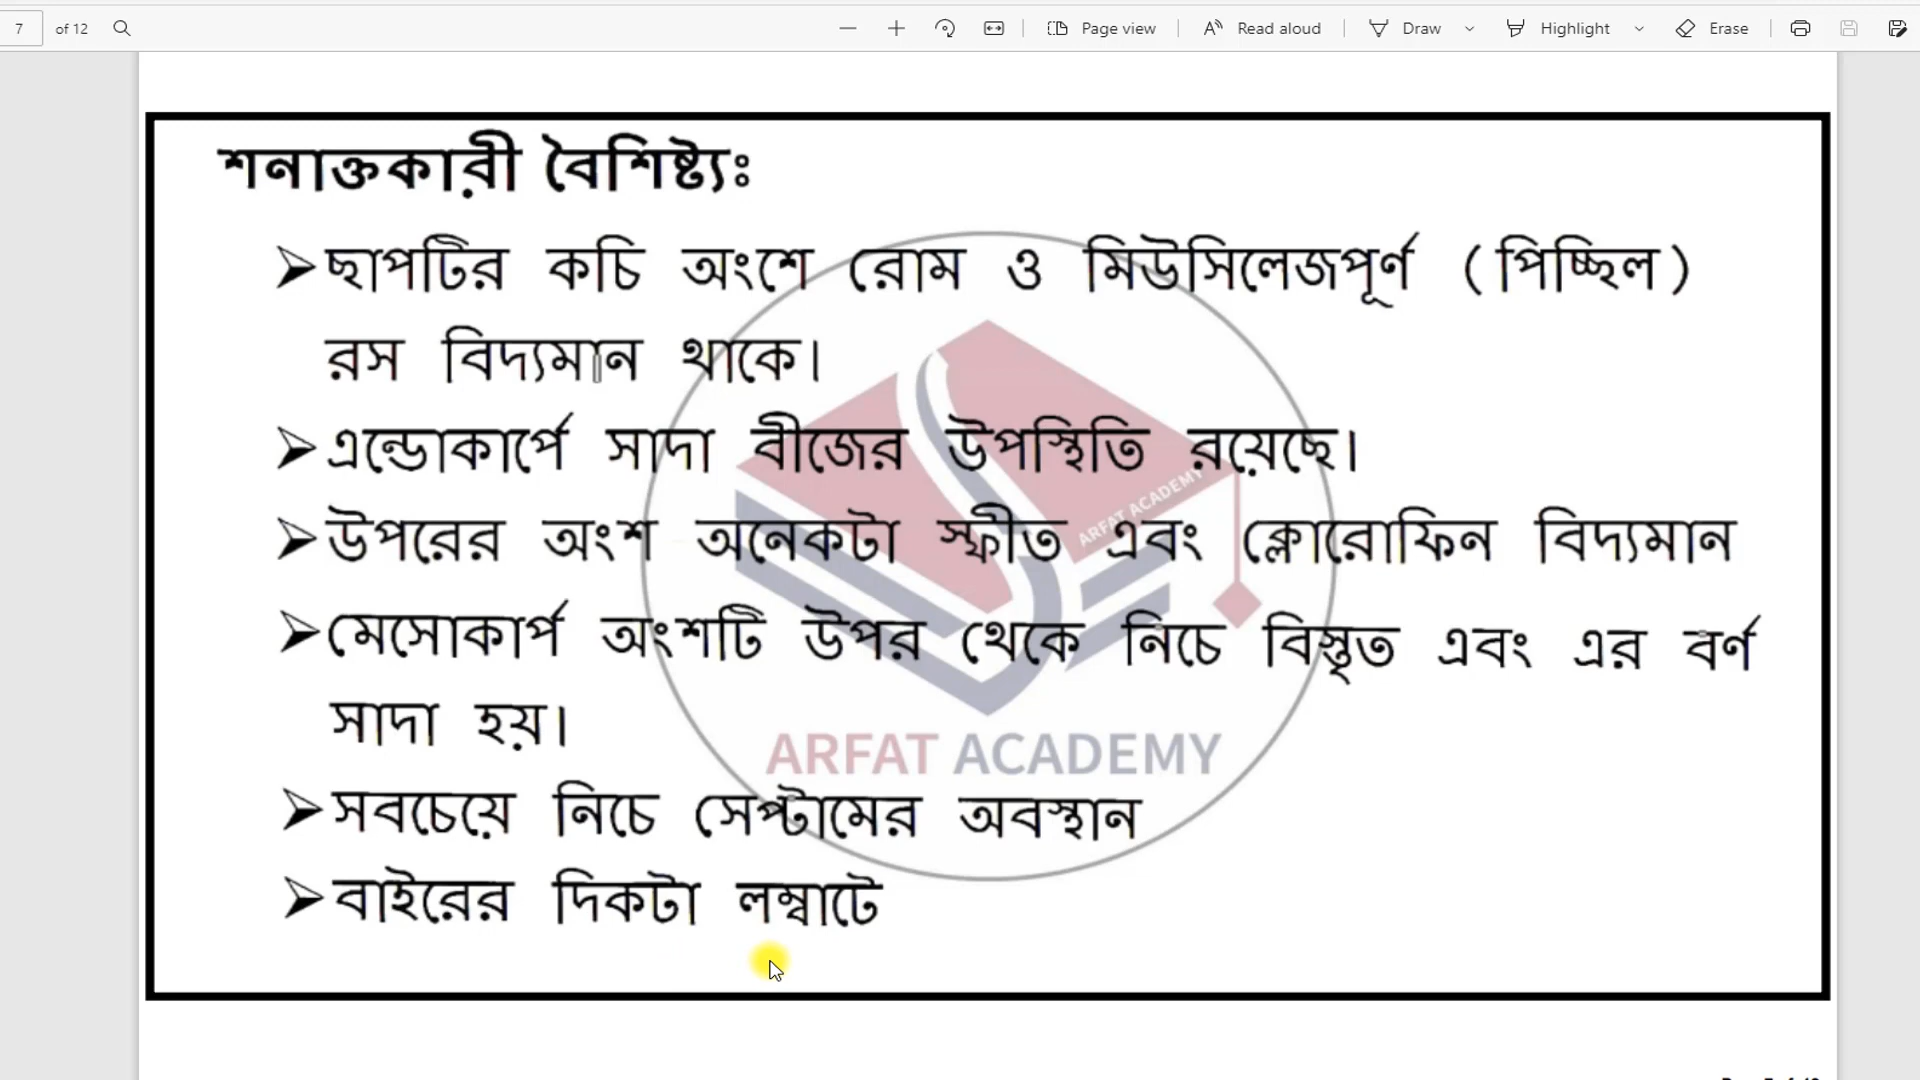 7 of 12 Page view Read aloud Draw Highlight Erase
শনাক্তকারী বৈশিষ্ট্যঃ
➢ছাপটির কচি অংশে রোম ও মিউসিলেজপূর্ণ (পিচ্ছিল)
রস বিদ্যমান থাকে।
➢এন্ডোকার্পে সাদা বীজের উপস্থিতি রয়েছে।
➢উপরের অংশ অনেকটা স্ফীত এবং ক্লোরোফিন বিদ্যমান
➢মেসোকার্প অংশটি উপর থেকে নিচে বিস্তৃত এবং এর বর্ণ
সাদা হয়।
➢সবচেয়ে নিচে সেপ্টামের অবস্থান
➢বাইরের দিকটা লম্বাটে
ARFAT ACADEMY
ARFAT ACADEMY